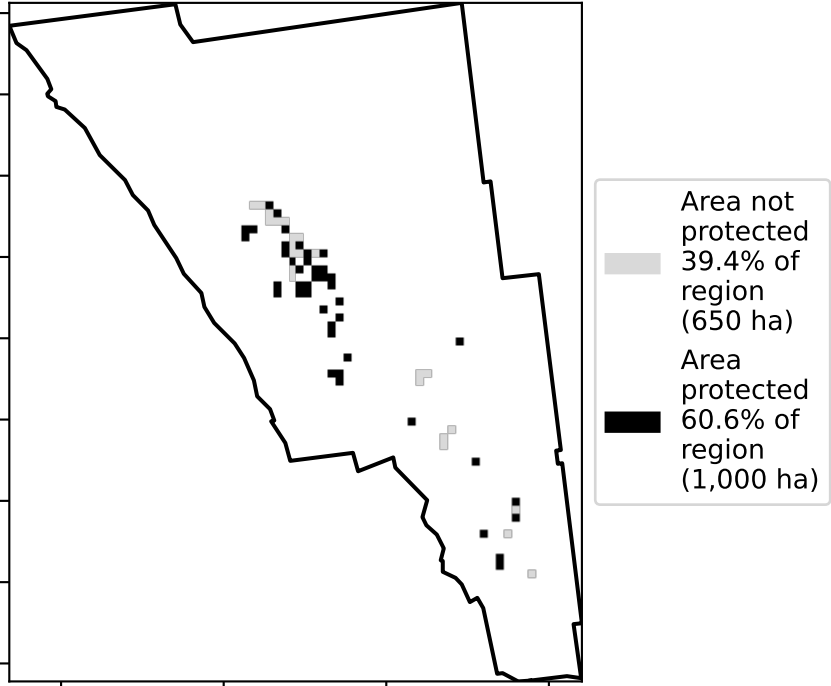 Area not
protected
39.4% of
region
(650 ha)
Area
protected
60.6% of
region
(1,000 ha)